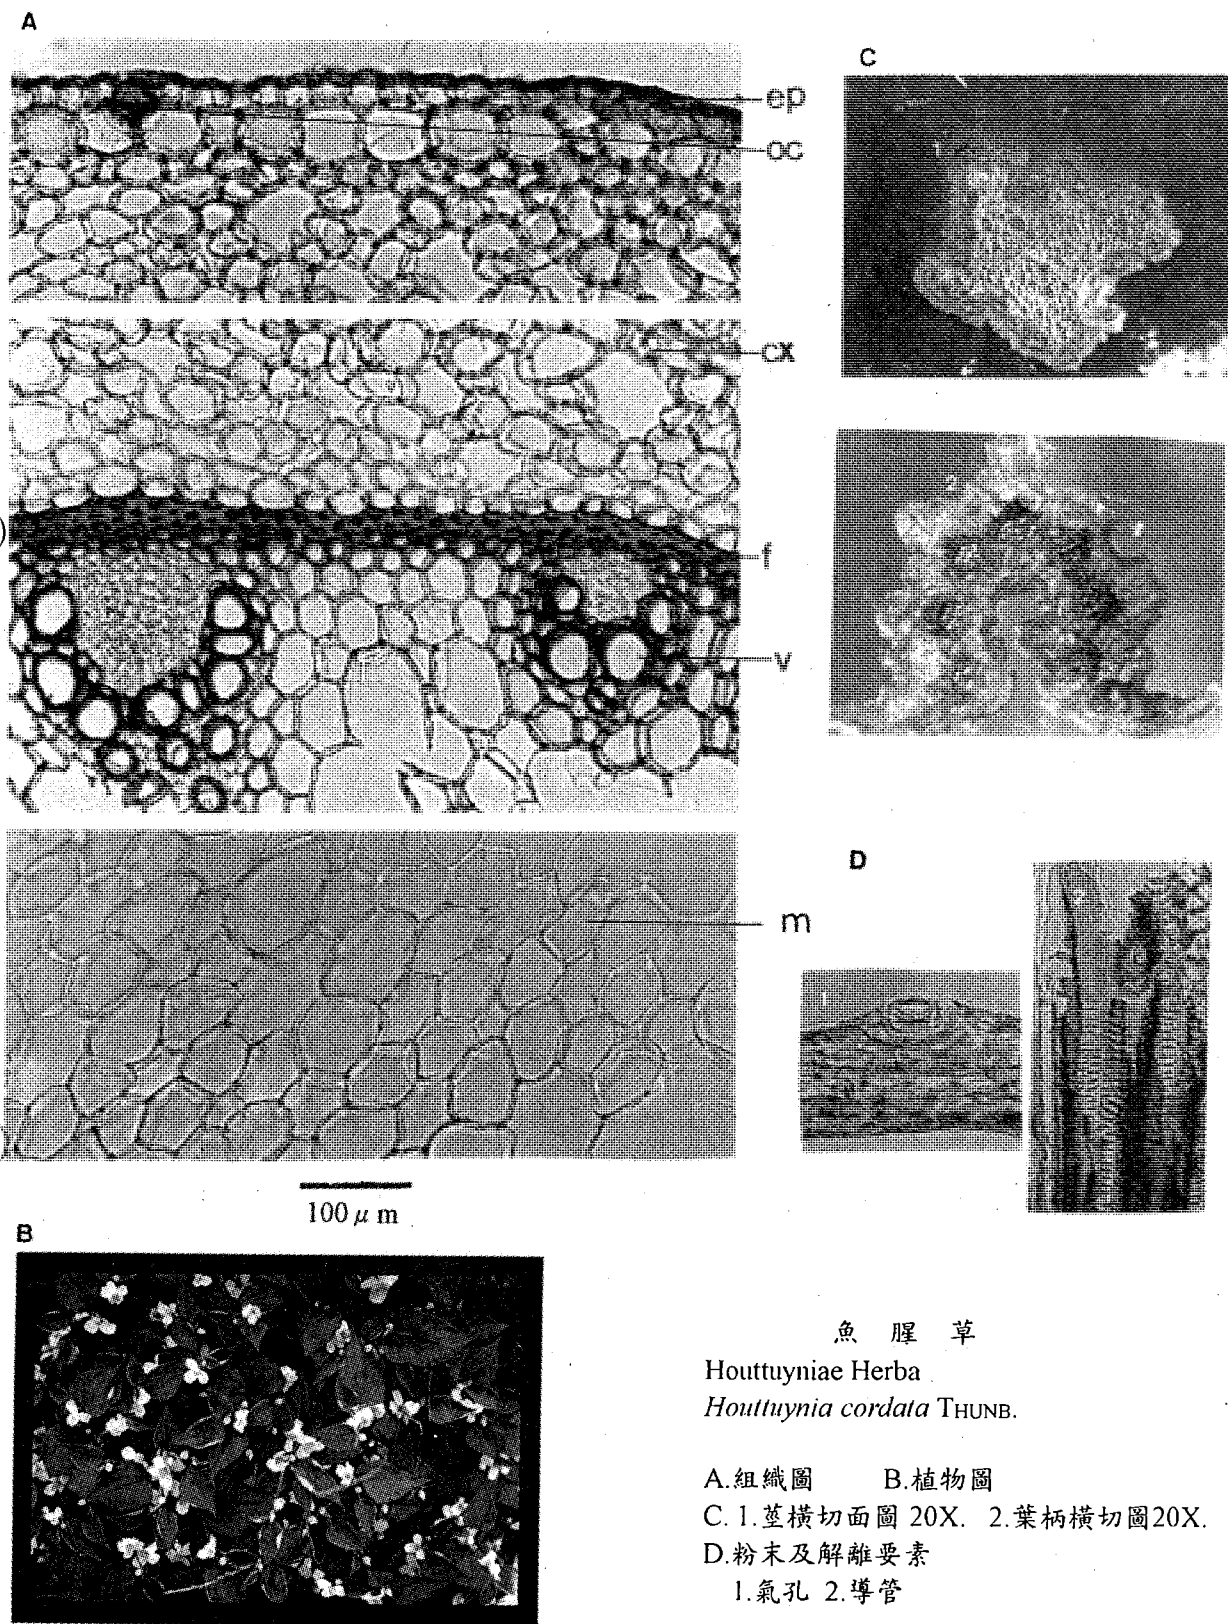 A
ep
oc
cx
f
v
m
100 μ m
B
C
2
D
1
魚 腥 草
Houttuyniae Herba
Houttuynia cordata THUNB.
A.組織圖 B.植物圖
C. 1.莖橫切面圖 20X. 2.葉柄橫切圖20X.
D.粉末及解離要素
1.氣孔 2.導管